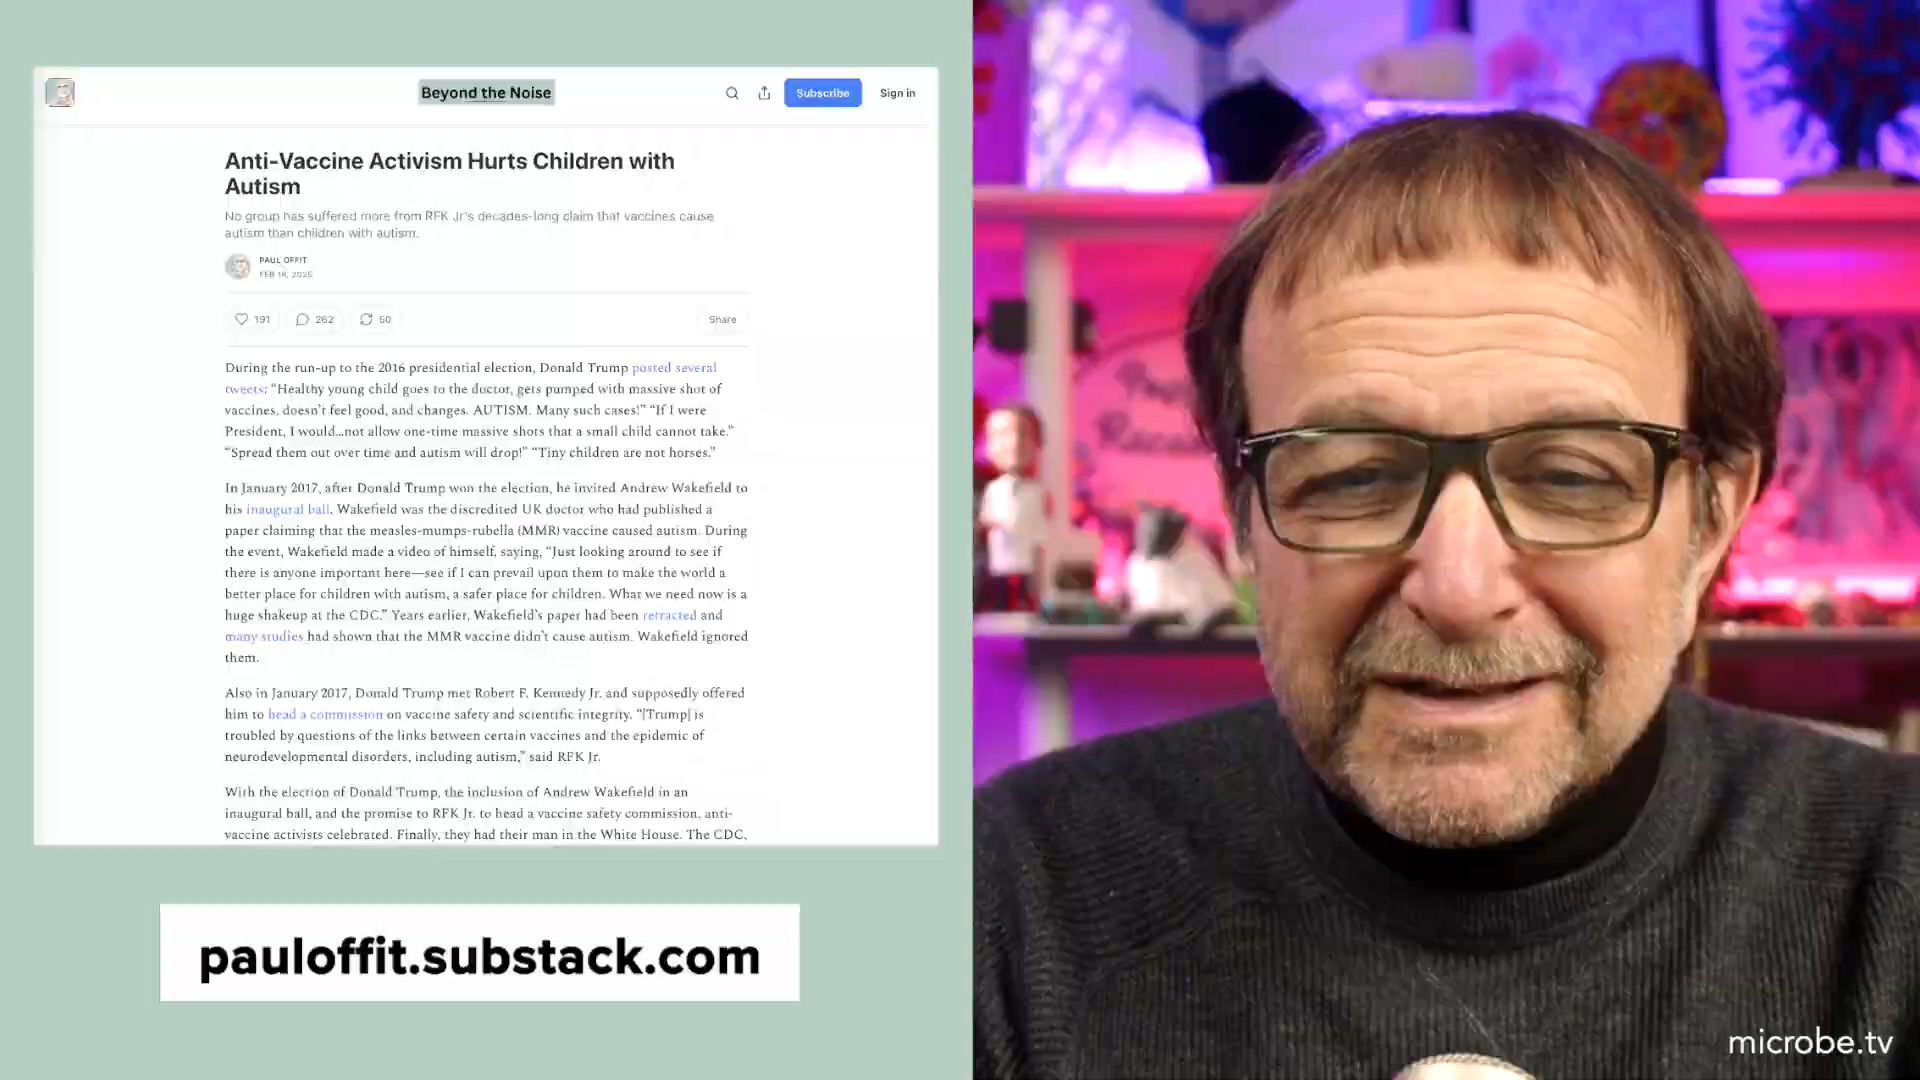 Beyond the Noise
Subscribe
Sign in
Anti-Vaccine Activism Hurts Children with
Autism
No group has suffered more from RFK Jr's decades-long claim that vaccines cause
autism than children with autism.
PAUL OFFIT
FEB 18, 2025
191
262
50
Share
During the run-up to the 2016 presidential election, Donald Trump posted several
tweets: “Healthy young child goes to the doctor, gets pumped with massive shot of
vaccines, doesn’t feel good, and changes. AUTISM. Many such cases!” “If I were
President, I would…not allow one-time massive shots that a small child cannot take.”
“Spread them out over time and autism will drop!” “Tiny children are not horses.”
In January 2017, after Donald Trump won the election, he invited Andrew Wakefield to
his inaugural ball. Wakefield was the discredited UK doctor who had published a
paper claiming that the measles-mumps-rubella (MMR) vaccine caused autism. During
the event, Wakefield made a video of himself, saying, “Just looking around to see if
there is anyone important here—see if I can prevail upon them to make the world a
better place for children with autism, a safer place for children. What we need now is a
huge shakeup at the CDC.” Years earlier, Wakefield’s paper had been retracted and
many studies had shown that the MMR vaccine didn’t cause autism. Wakefield ignored
them.
Also in January 2017, Donald Trump met Robert F. Kennedy Jr. and supposedly offered
him to head a commission on vaccine safety and scientific integrity. “[Trump] is
troubled by questions of the links between certain vaccines and the epidemic of
neurodevelopmental disorders, including autism,” said RFK Jr.
With the election of Donald Trump, the inclusion of Andrew Wakefield in an
inaugural ball, and the promise to RFK Jr. to head a vaccine safety commission, anti-
vaccine activists celebrated. Finally, they had their man in the White House. The CDC,
pauloffit.substack.com
microbe.tv